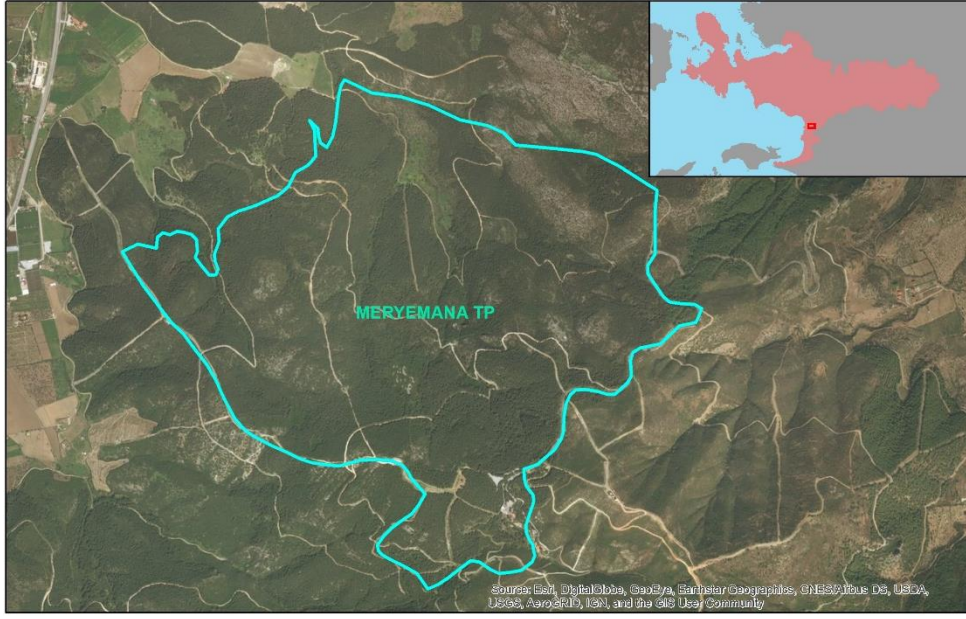 MERYEMANA TP
Source: Esri, DigitalGlobe, GeoEye, Earthstar Geographics, CNES/Airbus DS, USDA,
USGS, AeroGRID, IGN, and the GIS User Community